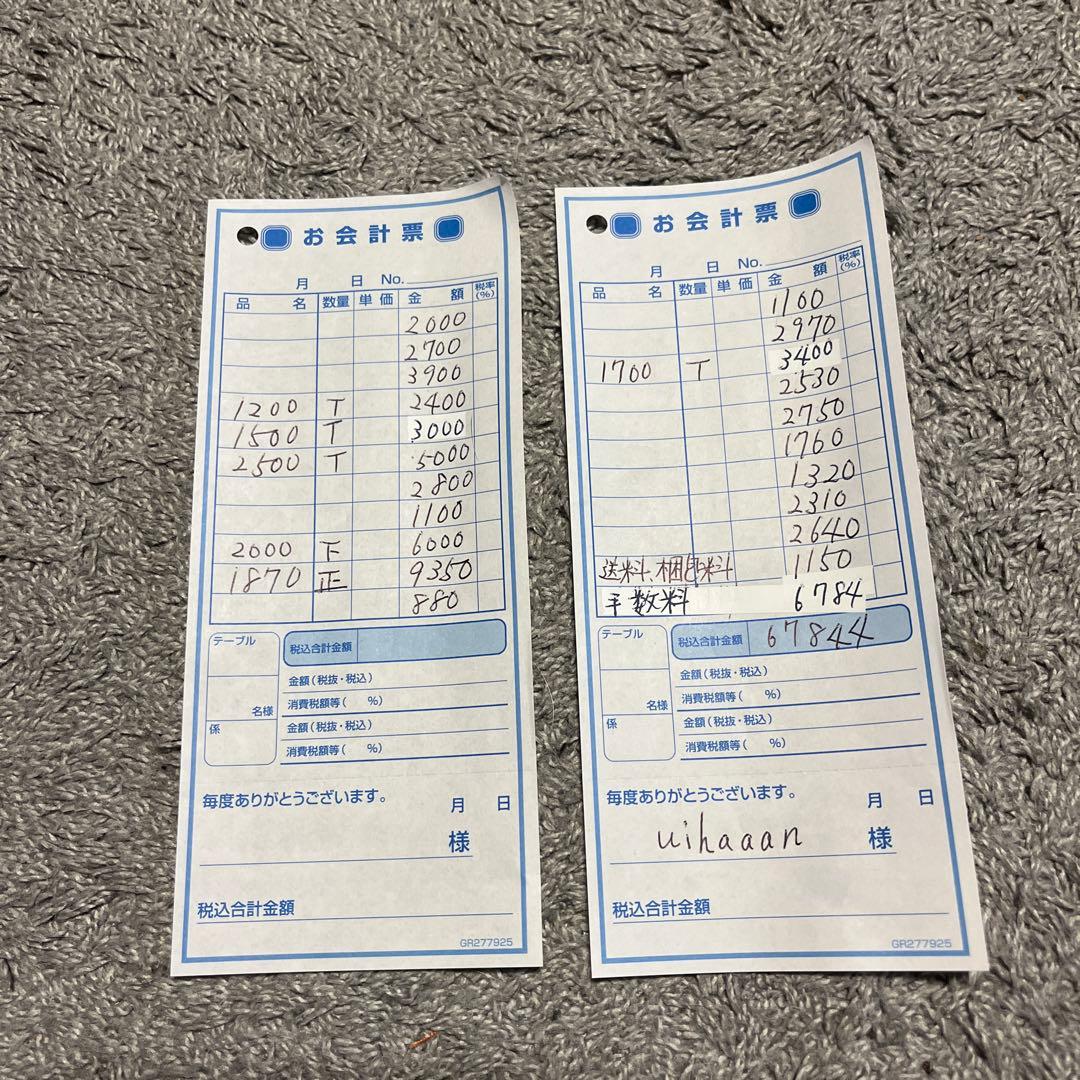 お会計票
月 日 No.
品 名 数量 単価 金 額 税率(%)
2000
2700
3900
1200 T 2400
1500 T 3000
2500 T 5000
2800
1100
2000 下 6000
1870 正 9350
880
テーブル
税込合計金額
金額(税抜・税込)
名様
消費税額等( %)
係
金額(税抜・税込)
消費税額等( %)
毎度ありがとうございます。
月 日
様
税込合計金額
GR277925
お会計票
月 日 No.
品 名 数量 単価 金 額 税率(%)
1100
2970
1700 T 3400
2530
2750
1760
1320
2310
2640
送料、梱包料 1150
手数料 6784
テーブル
税込合計金額 67844
金額(税抜・税込)
名様
消費税額等( %)
係
金額(税抜・税込)
消費税額等( %)
毎度ありがとうございます。
月 日
uihaaan 様
税込合計金額
GR277925